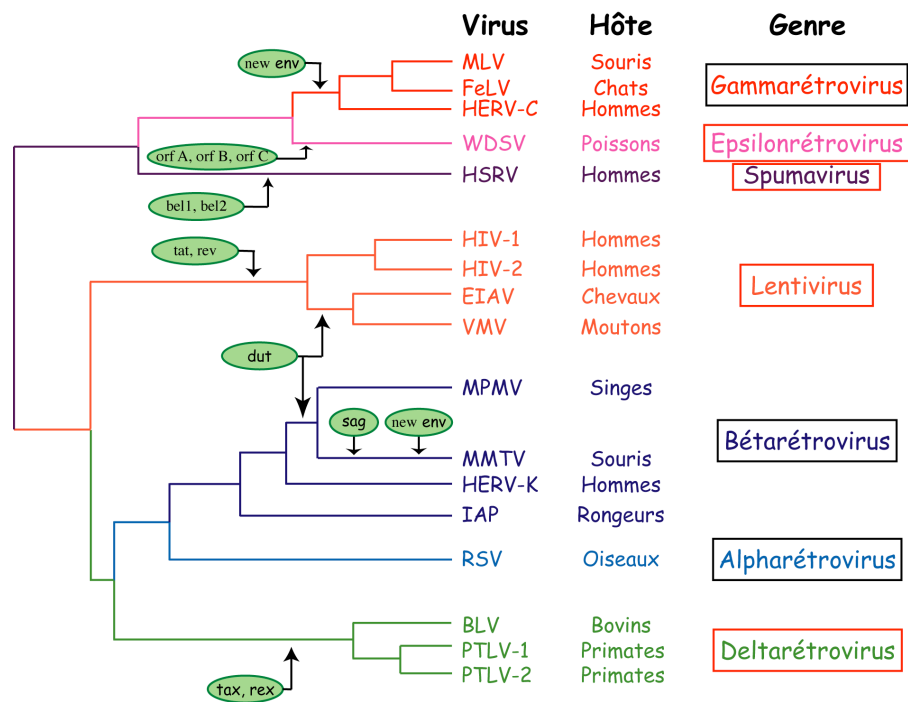 Virus Hôte Genre
new env
MLV Souris
FeLV Chats
HERV-C Hommes
Gammarétrovirus
orf A, orf B, orf C
WDSV Poissons Epsilonrétrovirus
HSRV Hommes Spumavirus
bel1, bel2
tat, rev
HIV-1 Hommes
HIV-2 Hommes
EIAV Chevaux
VMV Moutons
Lentivirus
dut
MPMV Singes
sag new env
MMTV Souris
HERV-K Hommes
IAP Rongeurs
Bétarétrovirus
RSV Oiseaux Alpharétrovirus
BLV Bovins
PTLV-1 Primates
PTLV-2 Primates
Deltarétrovirus
tax, rex